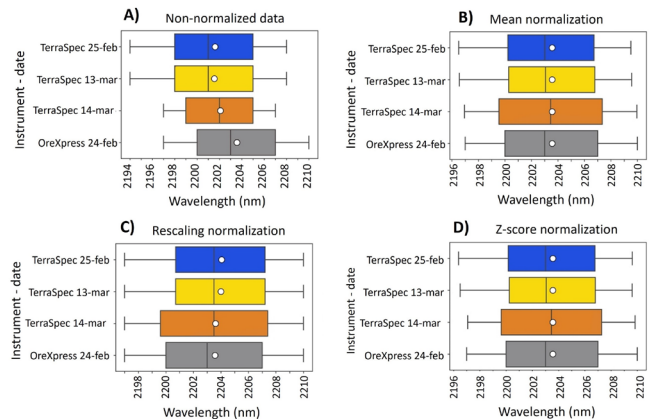 A) Non-normalized data
Instrument - date
TerraSpec 25-feb
TerraSpec 13-mar
TerraSpec 14-mar
OreXpress 24-feb
2194 2196 2198 2200 2202 2204 2206 2208 2210
Wavelength (nm)
B) Mean normalization
Instrument - date
TerraSpec 25-feb
TerraSpec 13-mar
TerraSpec 14-mar
OreXpress 24-feb
2196 2198 2200 2202 2204 2206 2208 2210
Wavelength (nm)
C) Rescaling normalization
Instrument - date
TerraSpec 25-feb
TerraSpec 13-mar
TerraSpec 14-mar
OreXpress 24-feb
2198 2200 2202 2204 2206 2208 2210
Wavelength (nm)
D) Z-score normalization
Instrument - date
TerraSpec 25-feb
TerraSpec 13-mar
TerraSpec 14-mar
OreXpress 24-feb
2196 2198 2200 2202 2204 2206 2208 2210
Wavelength (nm)